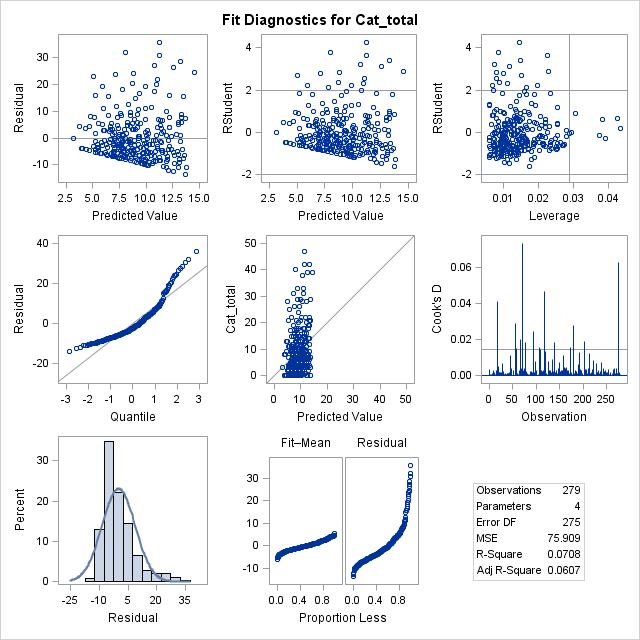 Fit Diagnostics for Cat_total
Residual
30
20
10
0
-10
2.5 5.0 7.5 10.0 12.5 15.0
Predicted Value
RStudent
4
2
0
-2
2.5 5.0 7.5 10.0 12.5 15.0
Predicted Value
RStudent
4
2
0
-2
0.01 0.02 0.03 0.04
Leverage
Residual
40
20
0
-20
-3 -2 -1 0 1 2 3
Quantile
Cat_total
50
40
30
20
10
0
0 10 20 30 40 50
Predicted Value
Cook's D
0.06
0.04
0.02
0.00
0 50 100 150 200 250
Observation
Percent
30
20
10
0
-25 -10 5 20 35
Residual
Fit–Mean Residual
30
20
10
0
-10
0.0 0.4 0.8 0.0 0.4 0.8
Proportion Less
Observations 279
Parameters 4
Error DF 275
MSE 75.909
R-Square 0.0708
Adj R-Square 0.0607